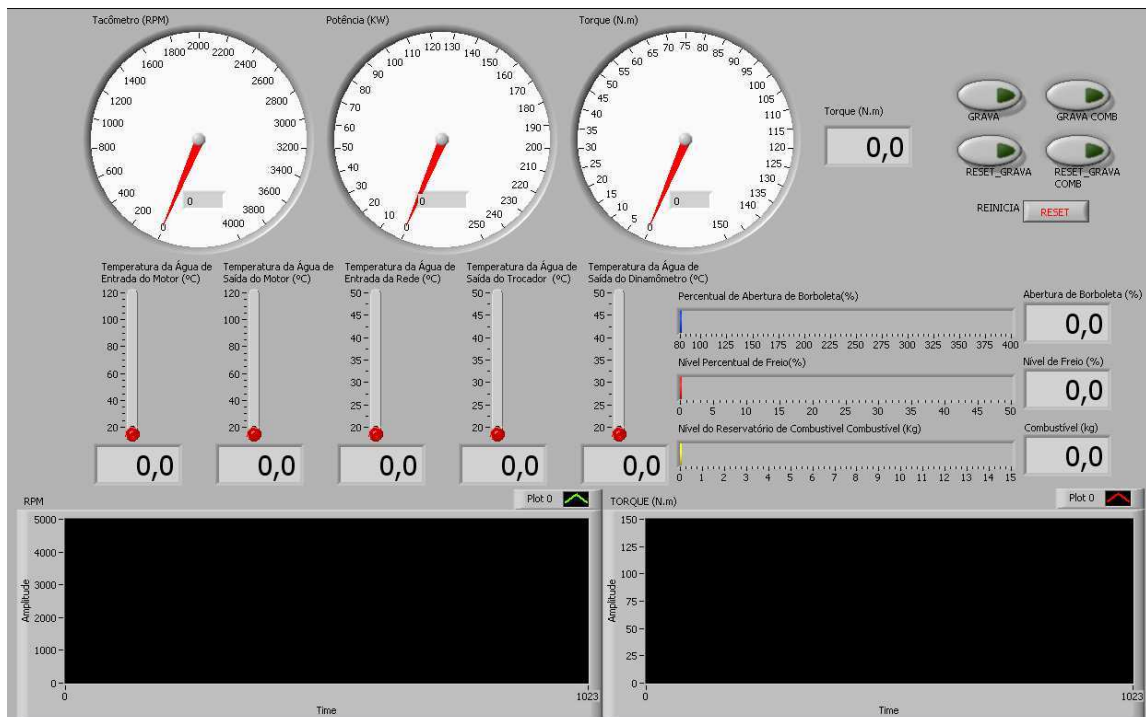 Tacômetro (RPM)
0 200 400 600 800 1000 1200 1400 1600 1800 2000 2200 2400 2600 2800 3000 3200 3400 3600 3800 4000
0
Potência (KW)
0 10 20 30 40 50 60 70 80 90 100 110 120 130 140 150 160 170 180 190 200 210 220 230 240 250
0
Torque (N.m)
0 5 10 15 20 25 30 35 40 45 50 55 60 65 70 75 80 85 90 95 100 105 110 115 120 125 130 135 140 150
0
Torque (N.m)
0,0
GRAVA
GRAVA COMB
RESET_GRAVA
RESET_GRAVA
COMB
REINICIA
RESET
Temperatura da Água de
Entrada do Motor (ºC)
120
100
80
60
40
20
0,0
Temperatura da Água de
Saída do Motor (ºC)
120
100
80
60
40
20
0,0
Temperatura da Água de
Entrada da Rede (ºC)
50
45
40
35
30
25
20
0,0
Temperatura da Água de
Saída do Trocador (ºC)
50
45
40
35
30
25
20
0,0
Temperatura da Água de
Saída do Dinamômetro (ºC)
50
45
40
35
30
25
20
0,0
Percentual de Abertura de Borboleta(%)
80 100 125 150 175 200 225 250 275 300 325 350 375 400
Abertura de Borboleta (%)
0,0
Nível Percentual de Freio(%)
0 5 10 15 20 25 30 35 40 45 50
Nível de Freio (%)
0,0
Nível do Reservatório de Combustivel Combustível (Kg)
0 1 2 3 4 5 6 7 8 9 10 11 12 13 14 15
Combustível (kg)
0,0
RPM
Plot 0
5000
4000
3000
2000
1000
0
Amplitude
0 1023
Time
TORQUE (N.m)
Plot 0
150
125
100
75
50
25
0
Amplitude
0 1023
Time